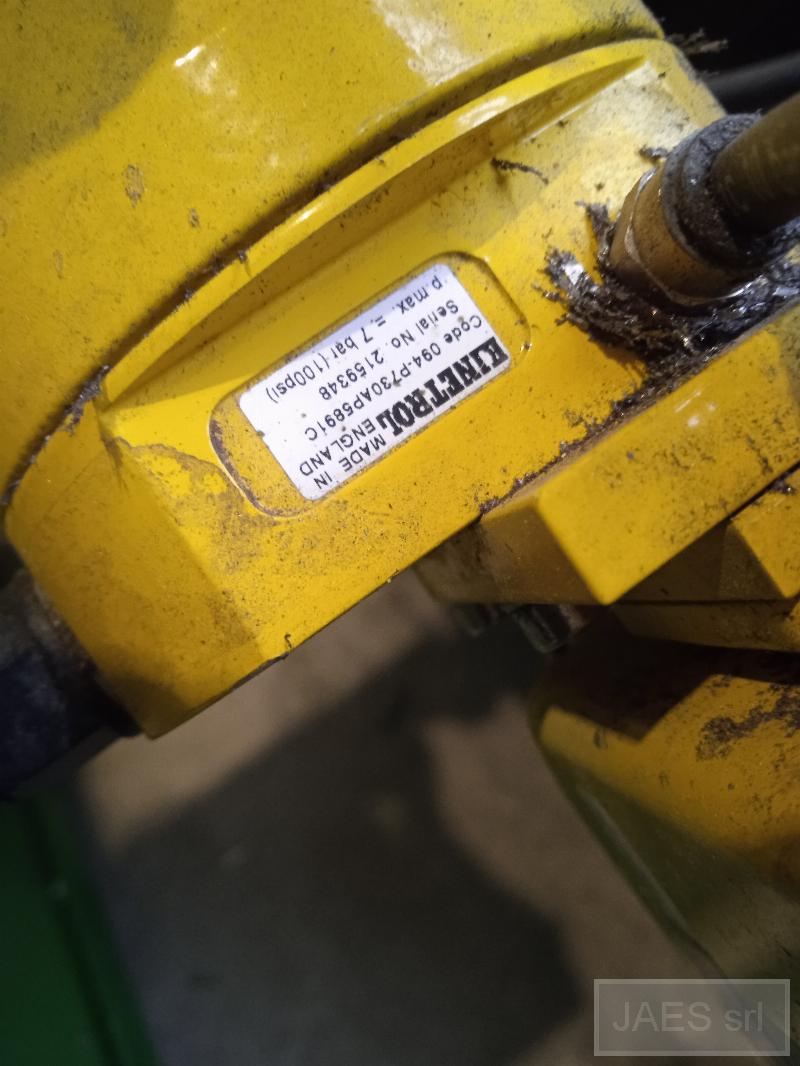 KINETROL
MADE IN
ENGLAND
Code 094-P730AP5891C
Serial No. 2159348
p.max. = 7 bar (100psi)
JAES srl